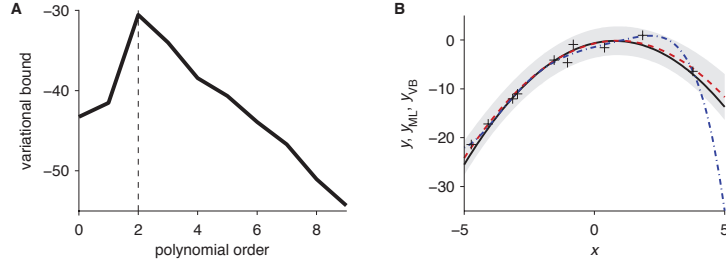 A
−30
−40
−50
variational bound
0
2
4
6
8
polynomial order
B
0
−10
−20
−30
y, y_ML, y_VB
−5
0
5
x